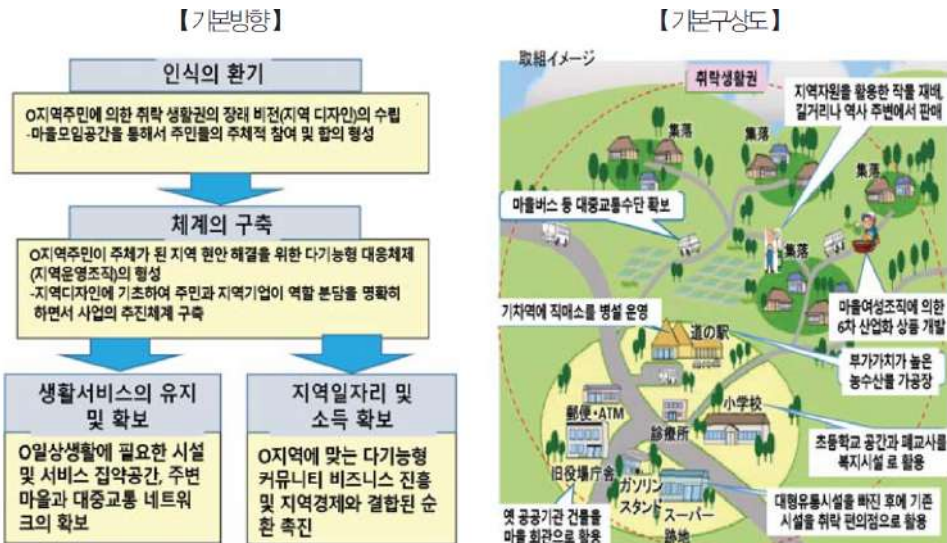 【기본방향】
인식의 환기
O지역주민에 의한 취락 생활권의 장래 비전(지역 디자인)의 수립
-마을모임공간을 통해서 주인들의 주체적 참여 및 합의 형성
체계의 구축
O지역주민이 주체가 된 지역 현안 해결을 위한 다기능형 대응체제
(지역운영조직)의 형성
-지역디자인에 기초하여 주민과 지역기업이 역할 분담을 명확히
하면서 사업의 추진체계 구축
생활서비스의 유지
및 확보
O일상생활에 필요한 시설
및 서비스 집약공간, 주변
마을과 대중교통 네트워
크의 확보
지역일자리 및
소득 확보
O지역에 맞는 다기능형
커뮤니티 비즈니스 진흥
및 지역경제와 결합된 순
환 촉진
【기본구상도】
取組イメージ
취락생활권
지역자원을 활용한 작물 재배,
길거리나 역사 주변에서 판매
集落
集落
集落
마을버스 등 대중교통수단 확보
集落
마을여성조직에 의한
6차 산업화 상품 개발
기차역에 직매소를 병설 운영
道の駅
부가가치가 높은
농수산물 가공장
小学校
郵便・ATM
診療所
초등학교 공간과 폐교사를
복지시설 로 활용
旧役場庁舎
ガソリン
スタンド
スーパー
跡地
대형유통시설을 빠진 후에 기존
시설을 취락 편의점으로 활용
옛 공공기관 건물을
마을 회관으로 활용